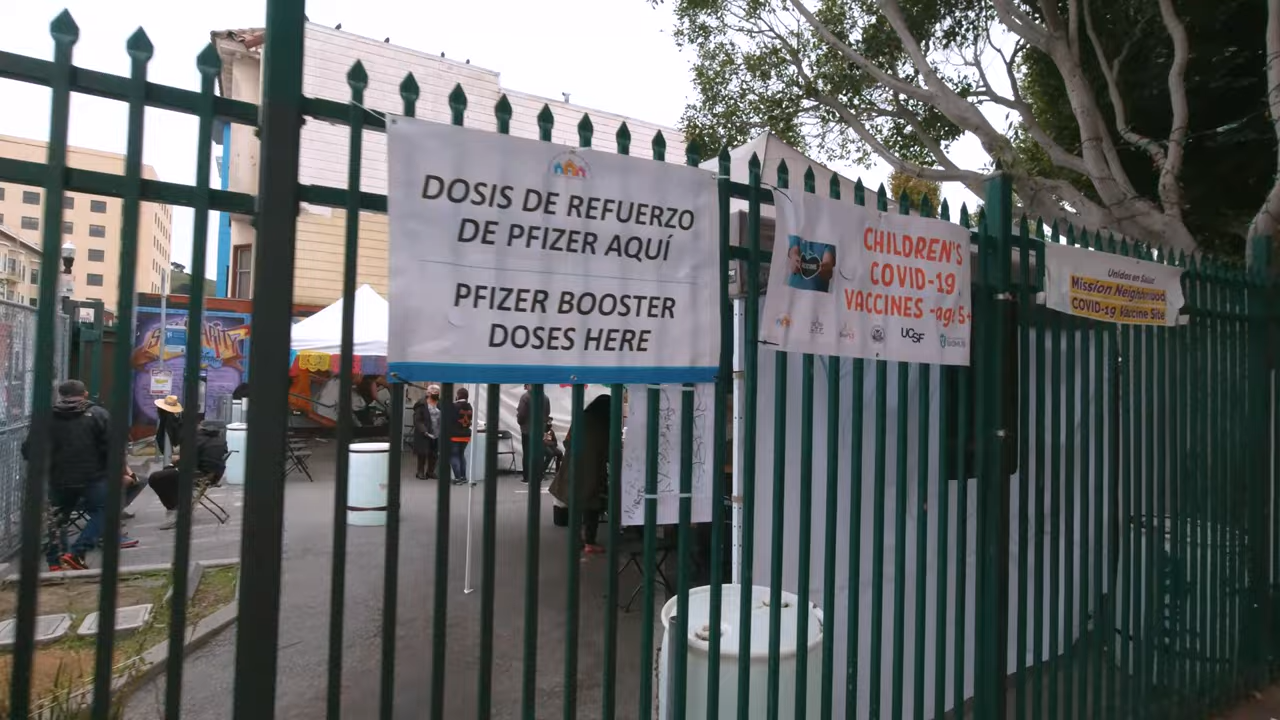 DOSIS DE REFUERZO
DE PFIZER AQUÍ
PFIZER BOOSTER
DOSES HERE
CHILDREN'S
COVID-19
VACCINES -age 5+
UCSF
Unidos en Salud
Mission Neighborhood
COVID-19 Vaccine Site